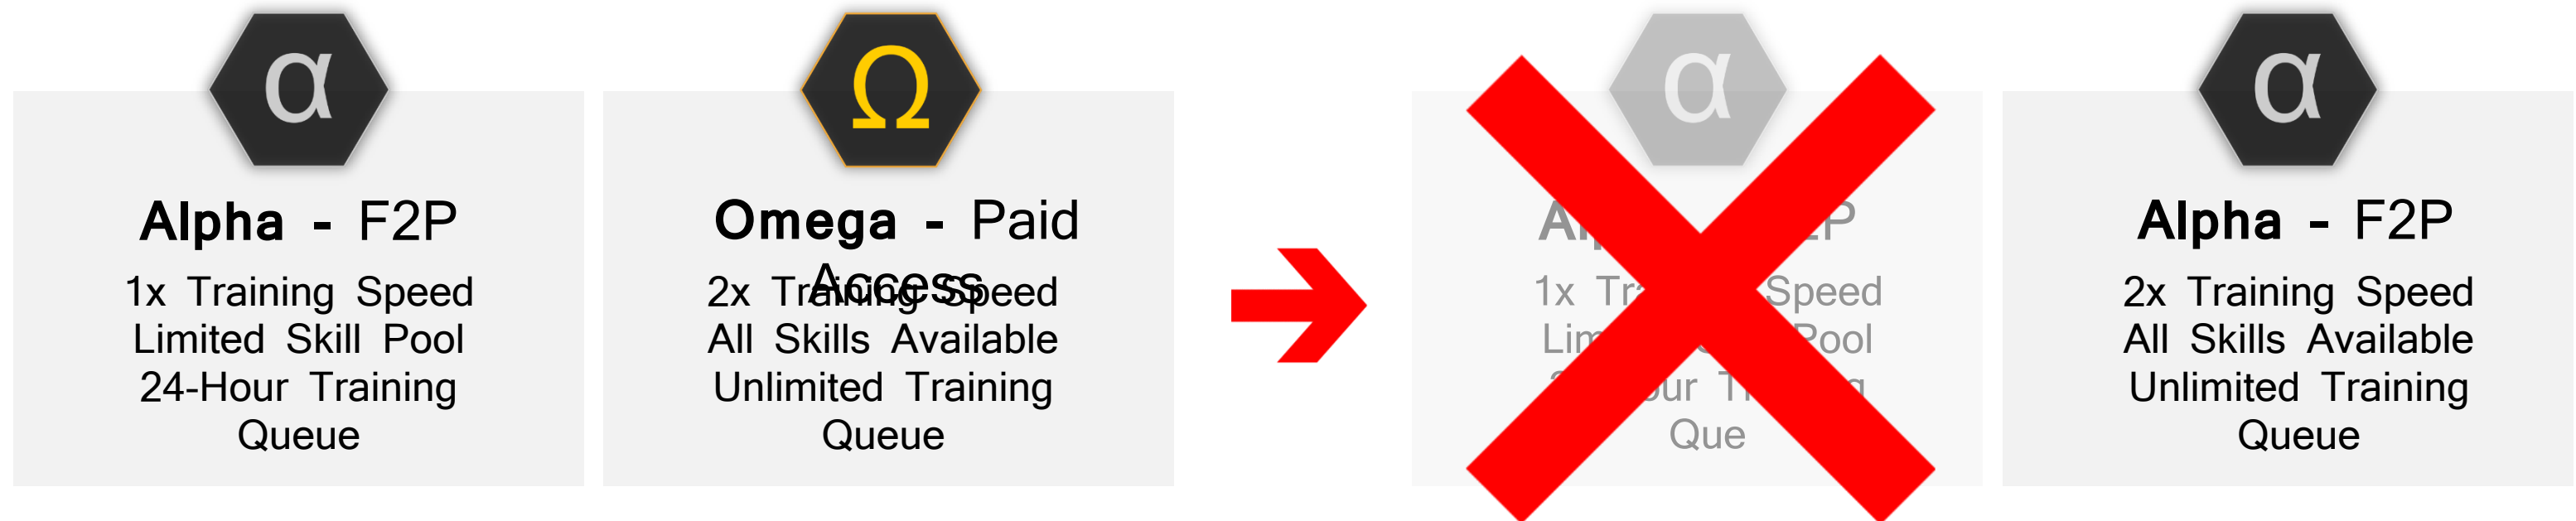 α
Alpha - F2P
1x Training Speed
Limited Skill Pool
24-Hour Training
Queue
Ω
Omega - Paid
Access
2x Training Speed
All Skills Available
Unlimited Training
Queue
α
1x Speed
Pool
α
Alpha - F2P
2x Training Speed
All Skills Available
Unlimited Training
Queue